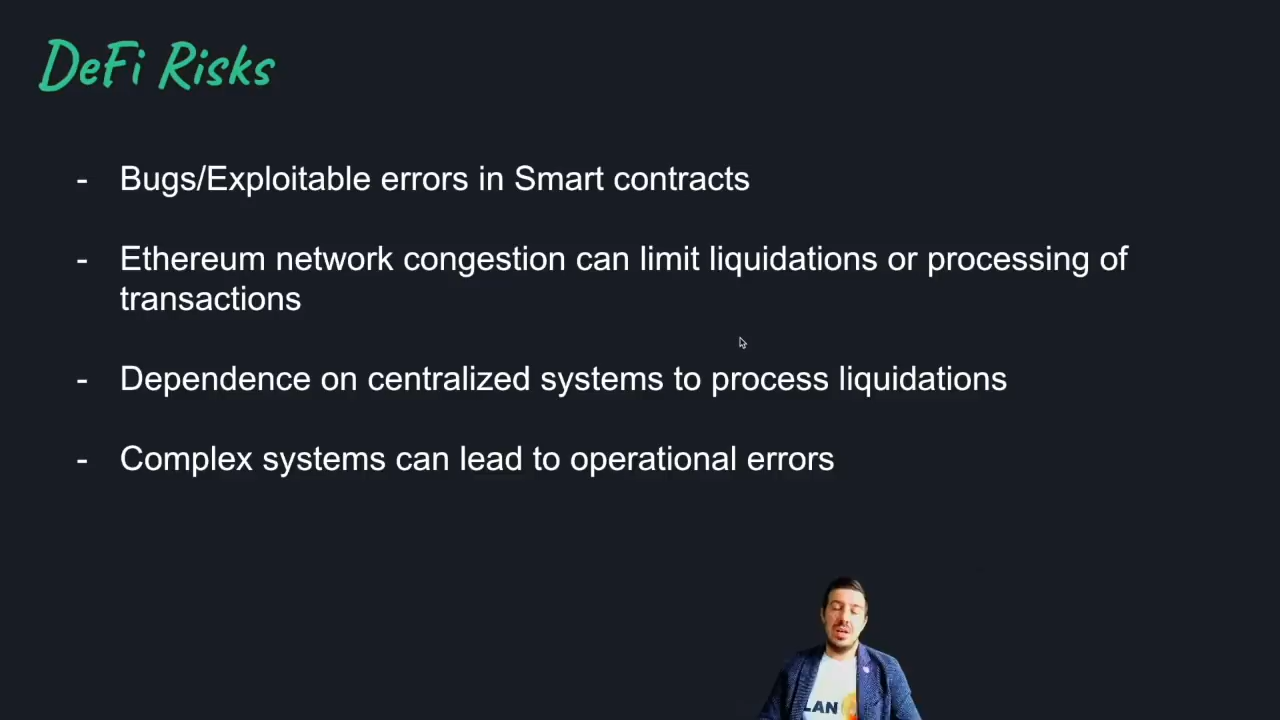 DeFi Risks
- Bugs/Exploitable errors in Smart contracts
- Ethereum network congestion can limit liquidations or processing of
transactions
- Dependence on centralized systems to process liquidations
- Complex systems can lead to operational errors
LAN